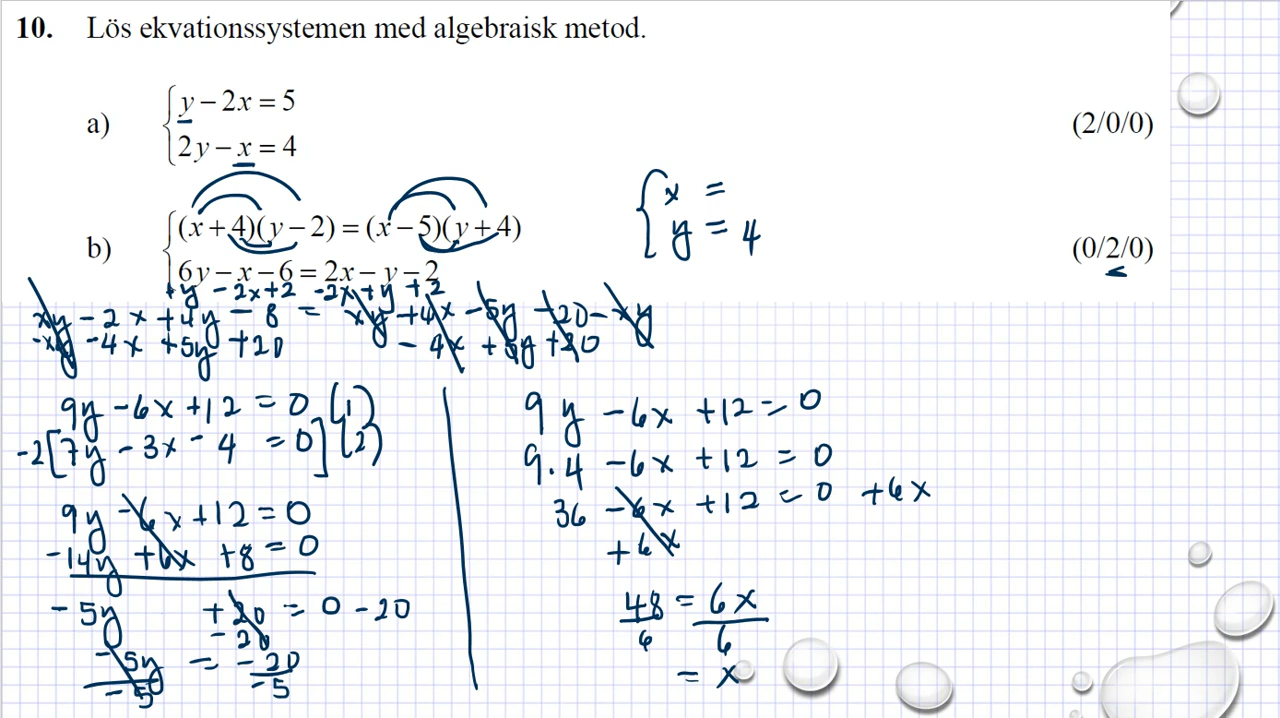 10. Lös ekvationssystemen med algebraisk metod.
a) { y − 2x = 5
2y − x = 4
(2/0/0)
b) { (x + 4)(y − 2) = (x − 5)(y + 4)
6y − x − 6 = 2x − y − 2
(0/2/0)
{ x =
y = 4
+y − 2x + 2 − 2x + y + 2
xy − 2x + 4y − 8 = xy + 4x − 5y − 20 − xy
−xy − 4x + 5y + 20 − 4x + 5y + 20
9y − 6x + 12 = 0 (1)
−2[7y − 3x − 4 = 0] (2)
9y − 6x + 12 = 0
−14y + 6x + 8 = 0
−5y + 20 = 0 − 20
− 20
−5y = −20
−5 −5
9y − 6x + 12 = 0
9·4 − 6x + 12 = 0
36 − 6x + 12 = 0 + 6x
+ 6x
48 = 6x
6 6
= x